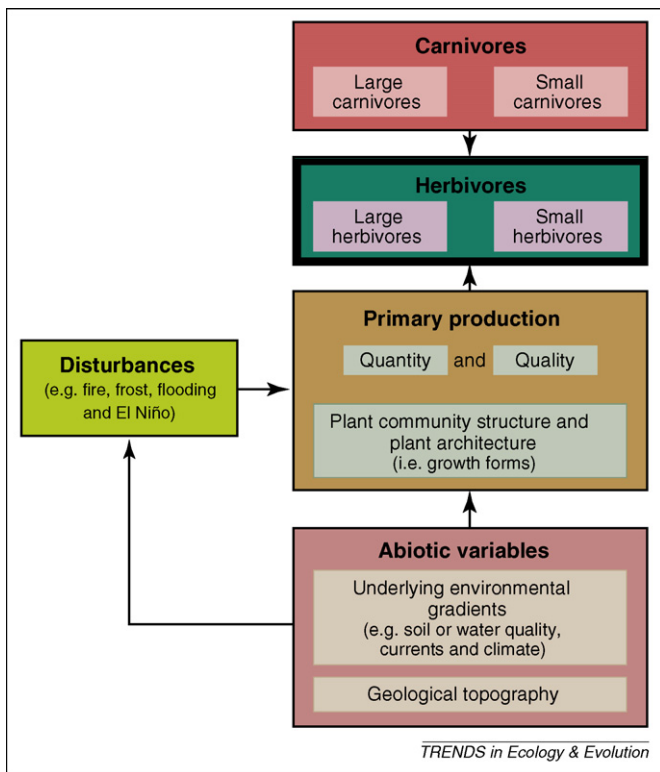 Carnivores
Large
carnivores
Small
carnivores
Herbivores
Large
herbivores
Small
herbivores
Primary production
Quantity and Quality
Plant community structure and
plant architecture
(i.e. growth forms)
Disturbances
(e.g. fire, frost, flooding
and El Niño)
Abiotic variables
Underlying environmental
gradients
(e.g. soil or water quality,
currents and climate)
Geological topography
TRENDS in Ecology & Evolution